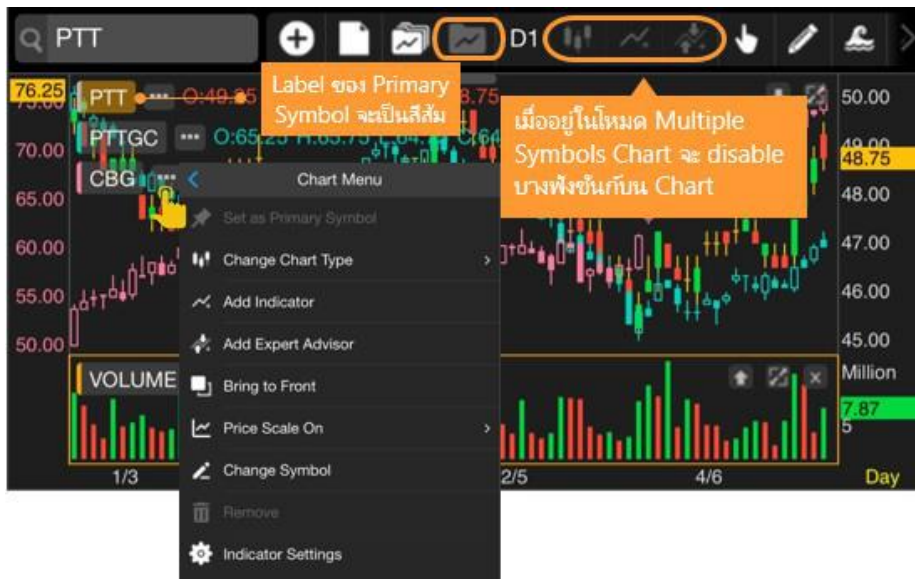 PTT
D1
Label ของ Primary
Symbol จะเป็นสีส้ม
เมื่ออยู่ในโหมด Multiple
Symbols Chart จะ disable
บางฟังชั่นก์บน Chart
76.25
70.00
65.00
60.00
55.00
50.00
PTT
PTTGC
CBG
Chart Menu
Set as Primary Symbol
Change Chart Type
Add Indicator
Add Expert Advisor
Bring to Front
Price Scale On
Change Symbol
Remove
Indicator Settings
50.00
48.75
48.00
47.00
46.00
45.00
VOLUME
Million
7.87
5
1/3
2/5
4/6
Day